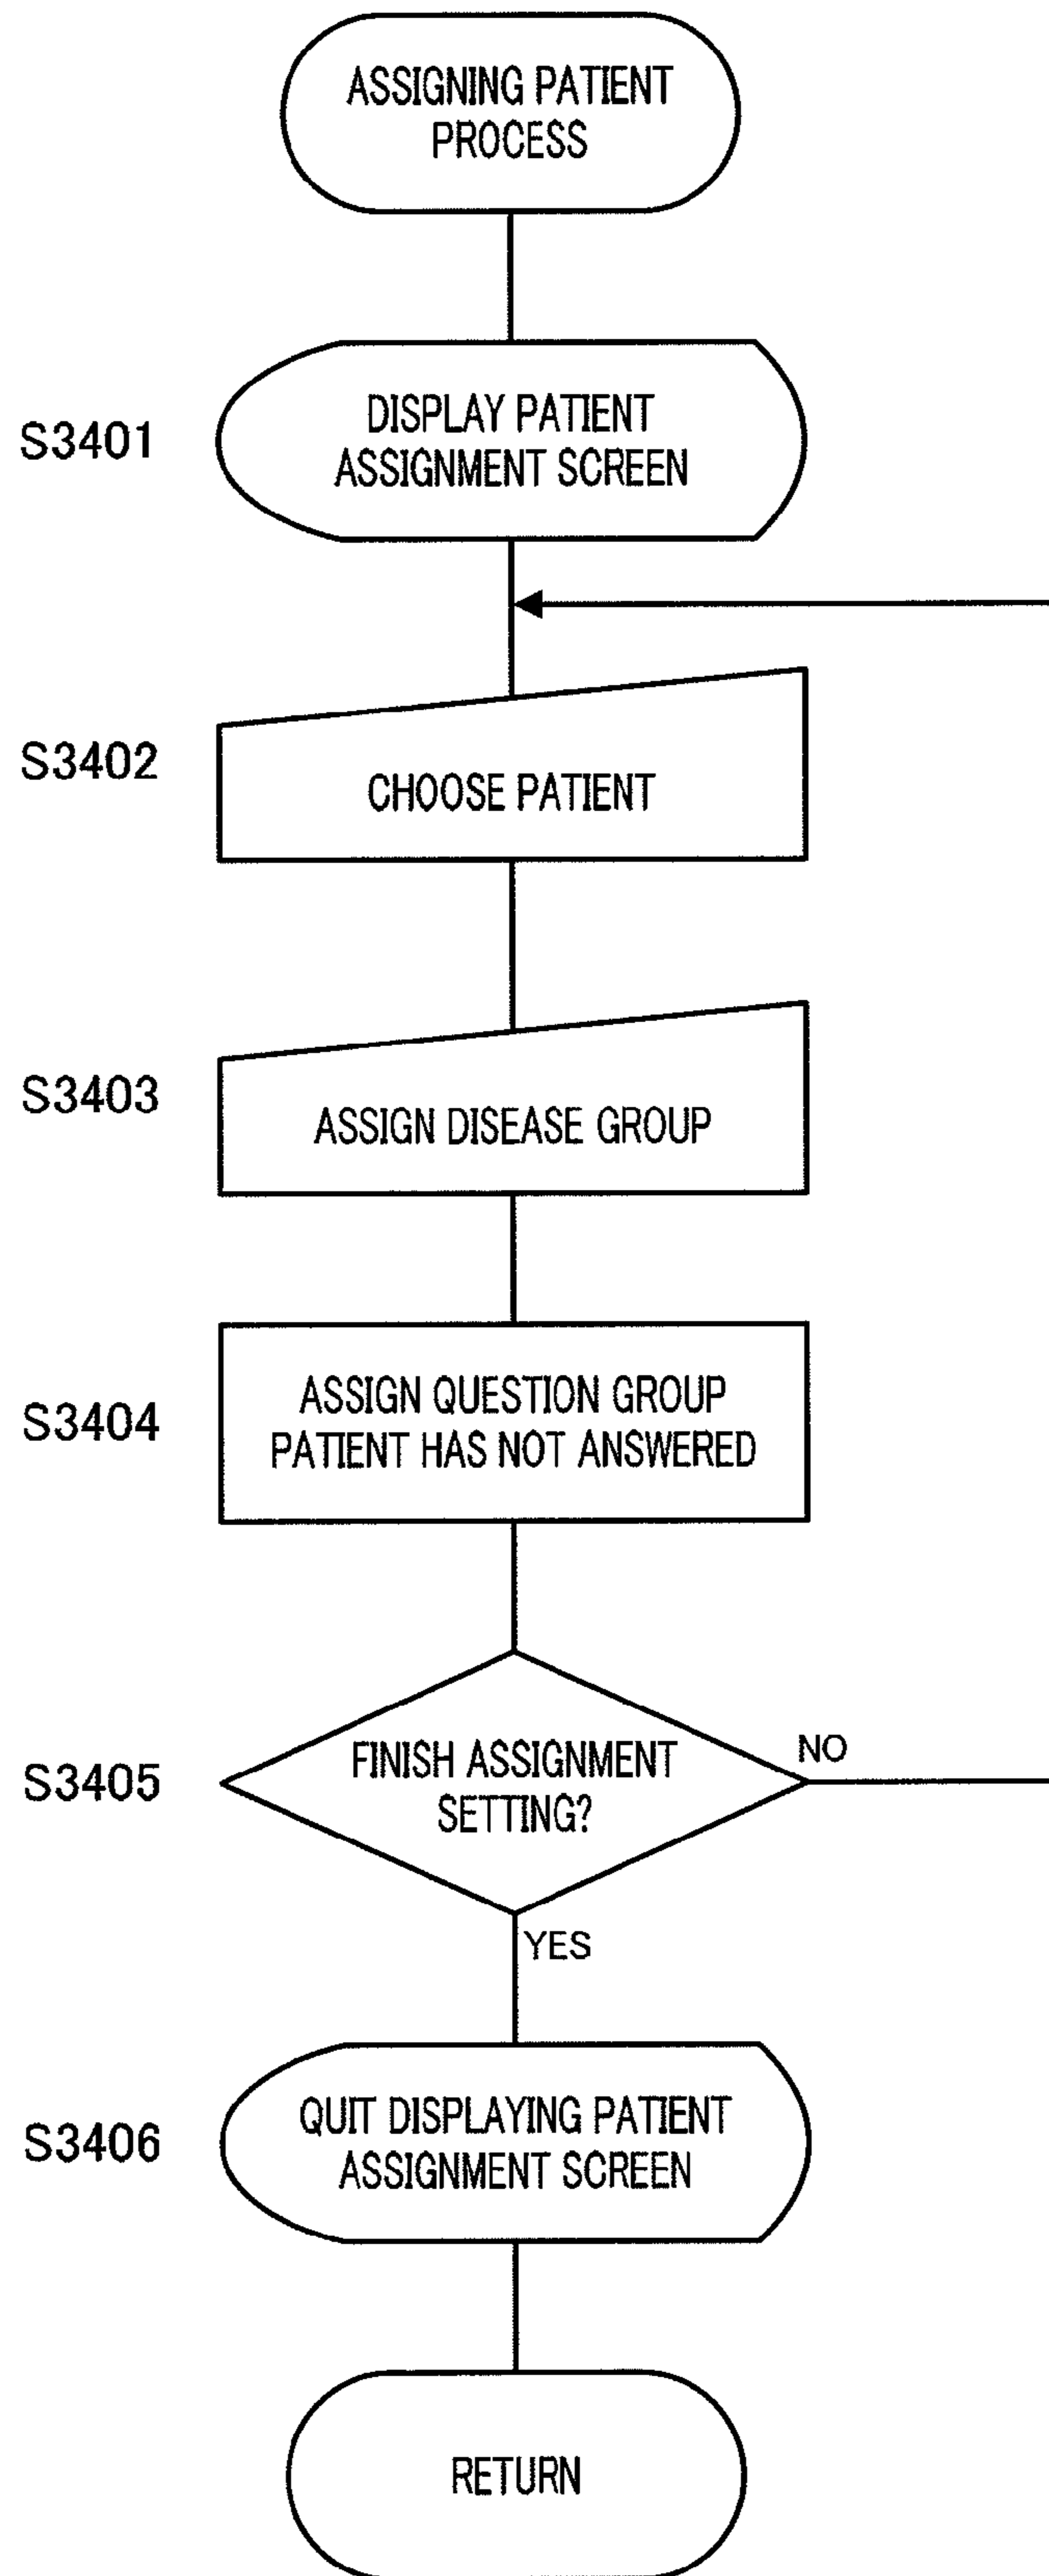 ASSIGNING PATIENT
PROCESS
S3401
DISPLAY PATIENT
ASSIGNMENT SCREEN
S3402
CHOOSE PATIENT
S3403
ASSIGN DISEASE GROUP
S3404
ASSIGN QUESTION GROUP
PATIENT HAS NOT ANSWERED
S3405
FINISH ASSIGNMENT
SETTING?
NO
YES
S3406
QUIT DISPLAYING PATIENT
ASSIGNMENT SCREEN
RETURN